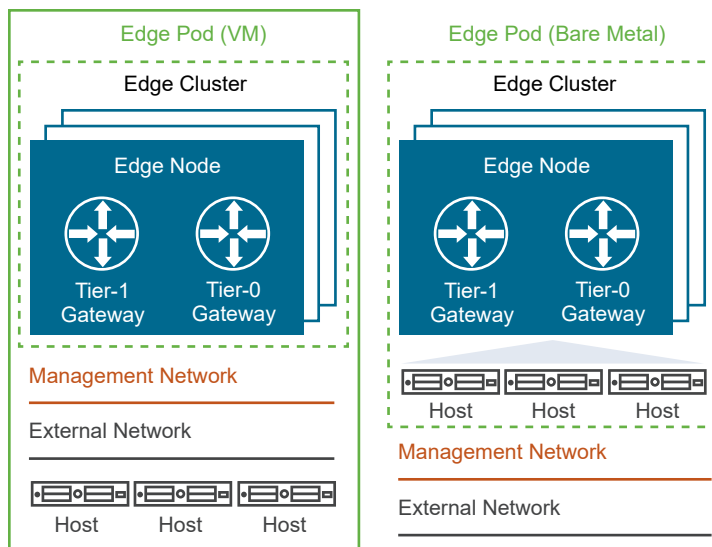 Edge Pod (VM)
Edge Cluster
Edge Node
Tier-1
Gateway
Tier-0
Gateway
Management Network
External Network
Host
Host
Host
Edge Pod (Bare Metal)
Edge Cluster
Edge Node
Tier-1
Gateway
Tier-0
Gateway
Host
Host
Host
Management Network
External Network